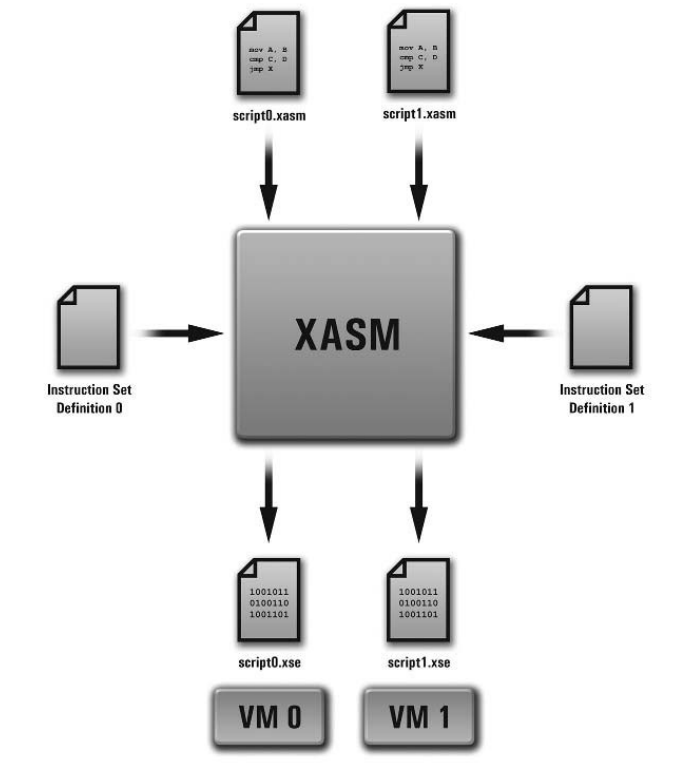 mov A, B
cmp C, D
jmp X
script0.xasm
mov A, B
cmp C, D
jmp X
script1.xasm
XASM
Instruction Set
Definition 0
Instruction Set
Definition 1
1001011
0100110
1001101
script0.xse
1001011
0100110
1001101
script1.xse
VM 0
VM 1